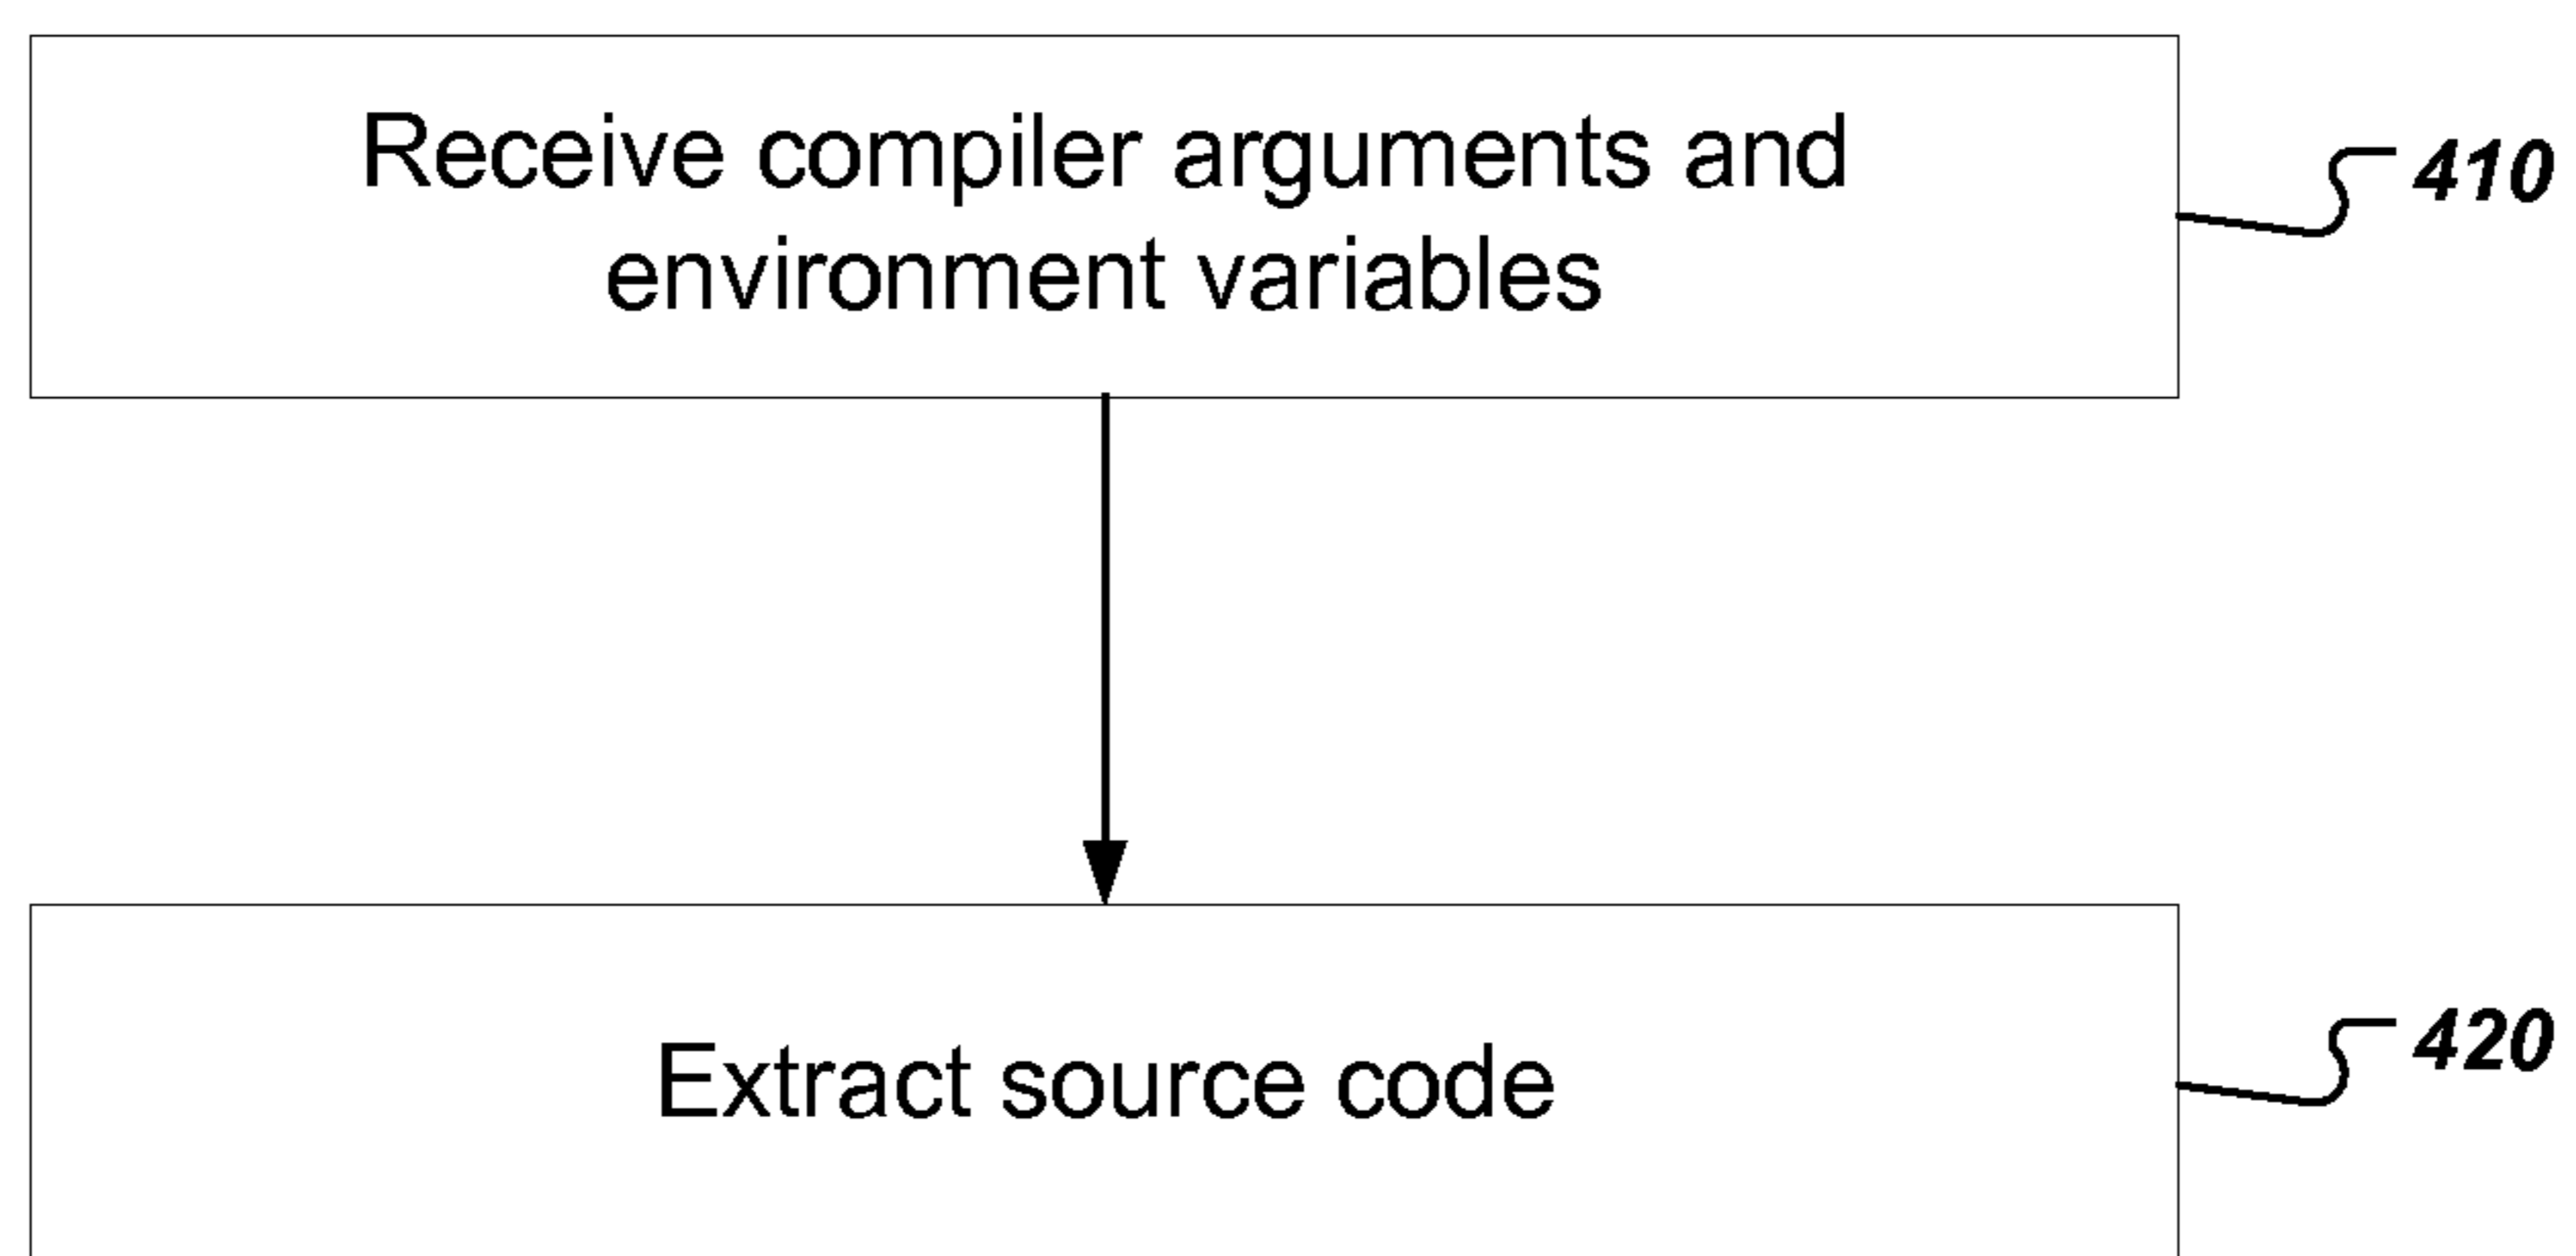 Receive compiler arguments and
environment variables
410
Extract source code
420